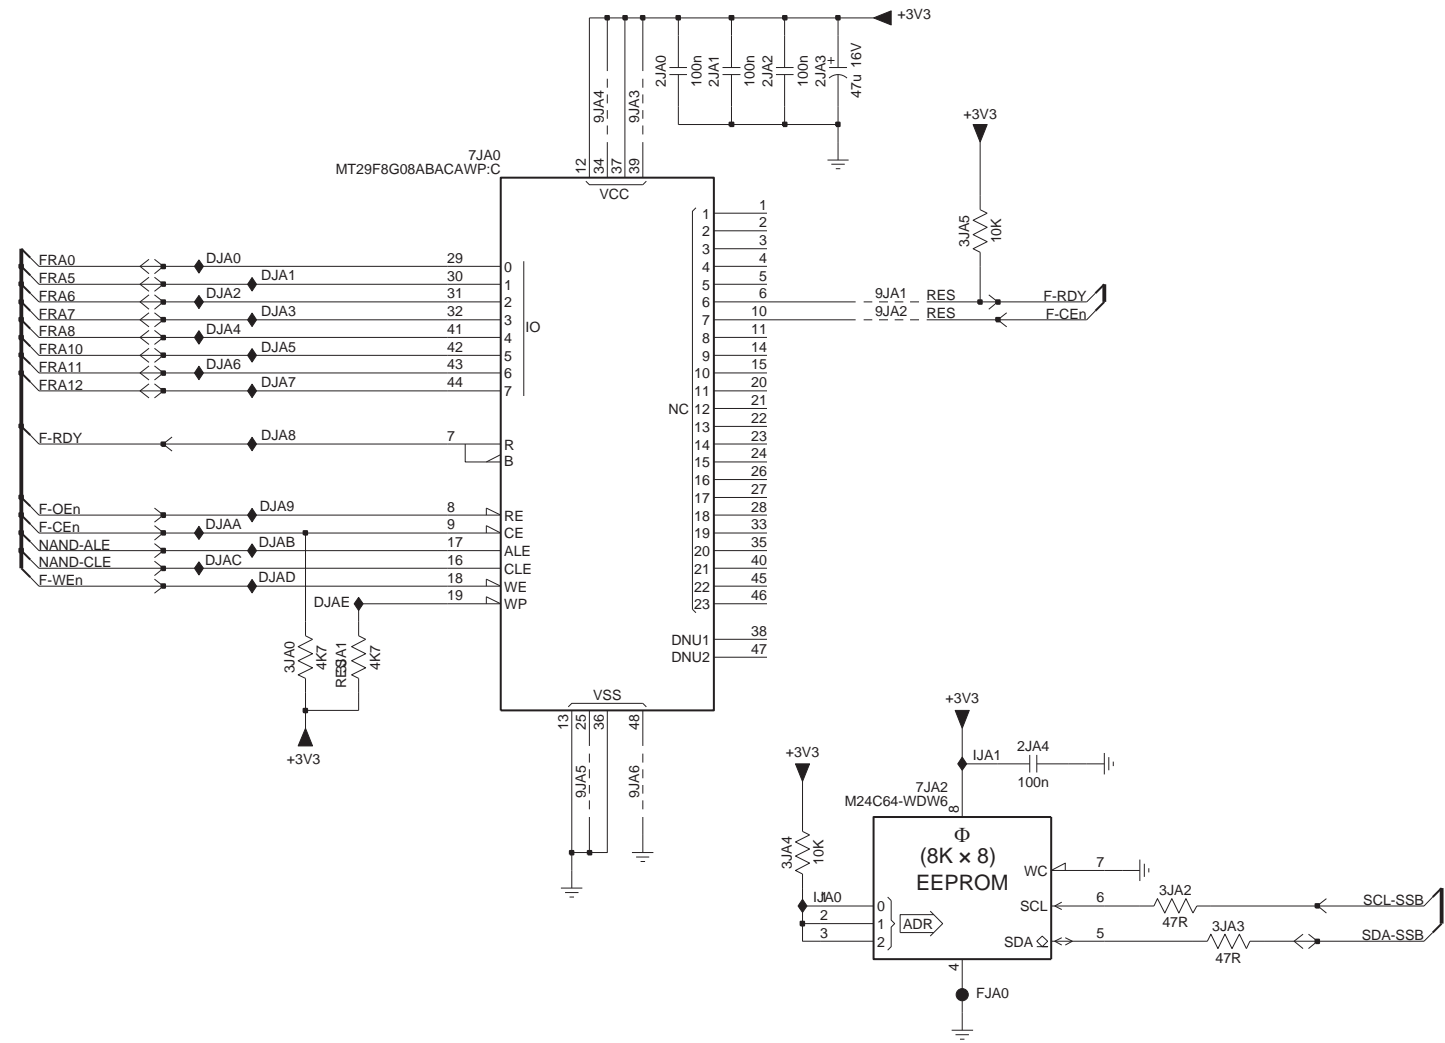 +3V3
2JA0
100n
2JA1
100n
2JA2
100n
2JA3
+
47u 16V
9JA4
9JA3
+3V3
3JA5
10K
7JA0
MT29F8G08ABACAWP:C
12
34
37
39
VCC
FRA0 DJA0 29 0
FRA5 DJA1 30 1
FRA6 DJA2 31 2
FRA7 DJA3 32 3
FRA8 DJA4 41 4
FRA10 DJA5 42 5
FRA11 DJA6 43 6
FRA12 DJA7 44 7
IO
F-RDY DJA8 7 R
B
F-OEn DJA9 8 RE
F-CEn DJAA 9 CE
NAND-ALE DJAB 17 ALE
NAND-CLE DJAC 16 CLE
F-WEn DJAD 18 WE
DJAE 19 WP
3JA0
4K7
RES
4K7
+3V3
1 1
2 2
3 3
4 4
5 5
6 6 9JA1 RES F-RDY
7 10 9JA2 RES F-CEn
8 11
9 14
10 15
11 20
NC 12 21
13 22
14 23
15 24
16 26
17 27
18 28
19 33
20 35
21 40
22 45
23 46
DNU1 38
DNU2 47
VSS
13
25
36
48
9JA5
9JA6
+3V3
IJA1
2JA4
100n
+3V3
3JA4
10K
7JA2
M24C64-WDW6
8
Φ
(8K × 8)
EEPROM
WC 7
SCL 6 3JA2 47R SCL-SSB
SDA 5 3JA3 47R SDA-SSB
IJA0 0
2 1
3 2
ADR
4
FJA0